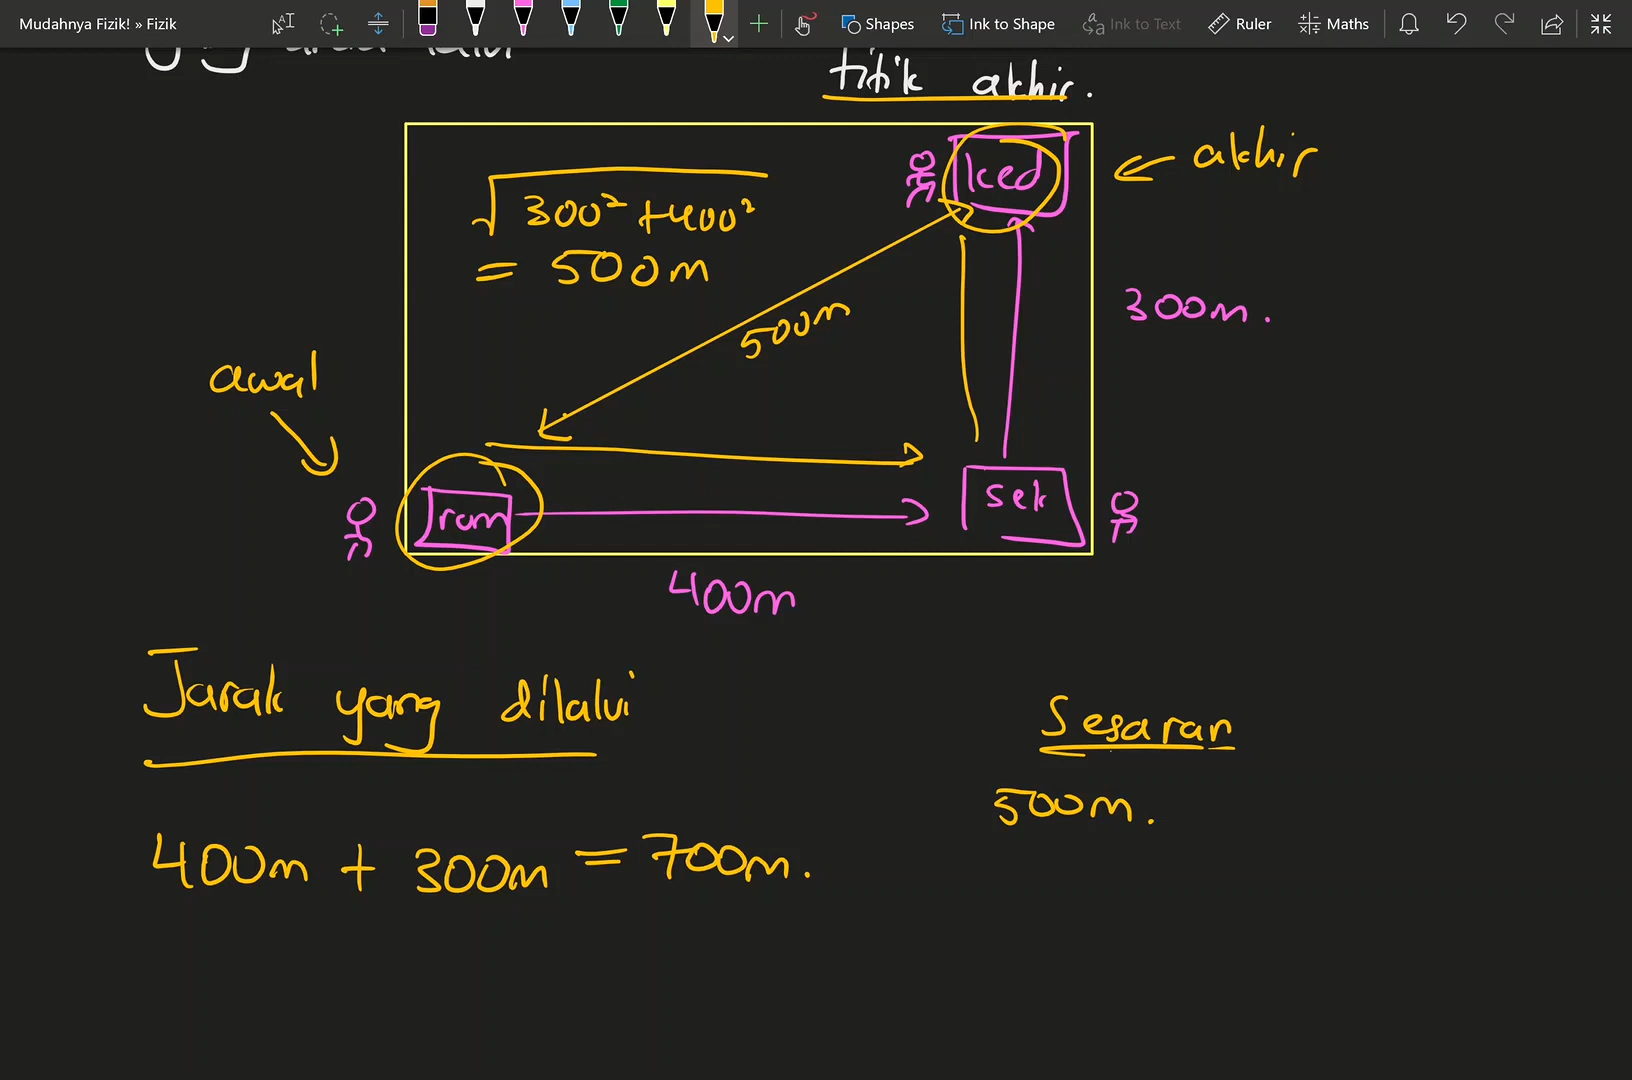 Mudahnya Fizik! » Fizik
Shapes
Ink to Shape
Ink to Text
Ruler
Maths
titik akhir.
ked
← akhir
√300² + 400²
= 500m
500m
300m.
awal
rum
sek
400m
Jarak yang dilalui
Sesaran
500m.
400m + 300m = 700m.